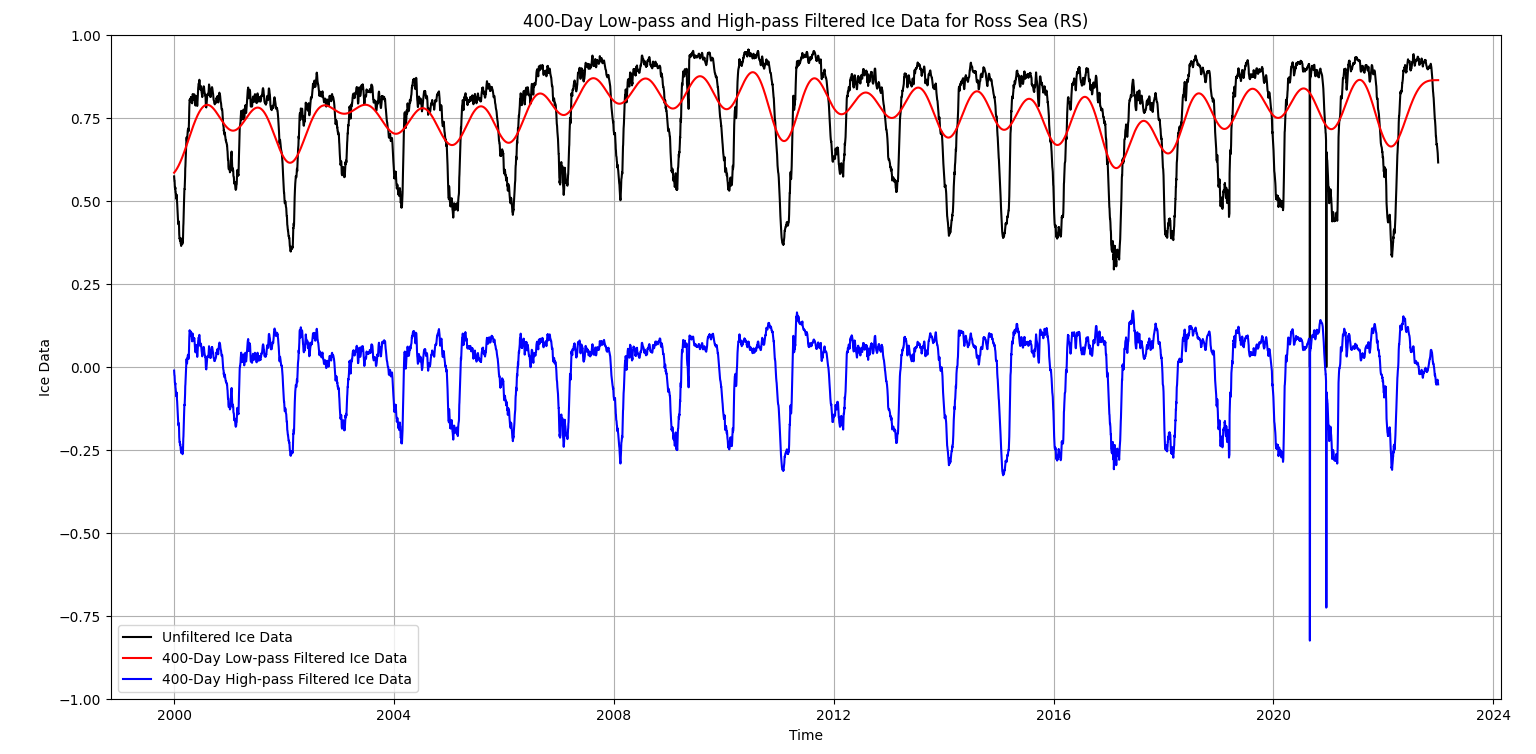 400-Day Low-pass and High-pass Filtered Ice Data for Ross Sea (RS)
1.00
0.75
0.50
0.25
0.00
−0.25
−0.50
−0.75
−1.00
Ice Data
Unfiltered Ice Data
400-Day Low-pass Filtered Ice Data
400-Day High-pass Filtered Ice Data
2000
2004
2008
2012
2016
2020
2024
Time